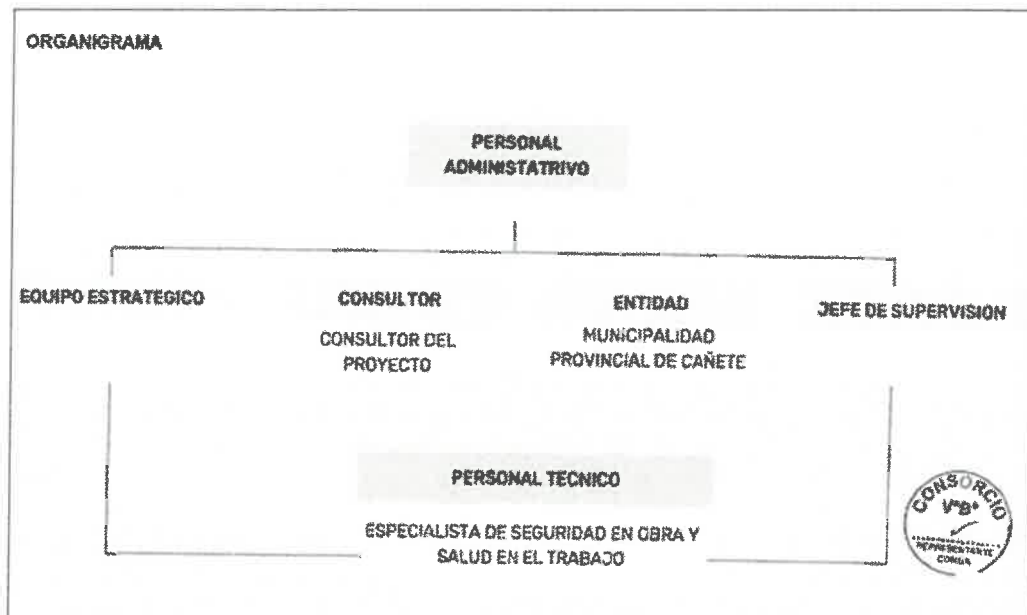 ORGANIGRAMA
PERSONAL
ADMINISTATRIVO
EQUIPO ESTRATEGICO
CONSULTOR
CONSULTOR DEL
PROYECTO
ENTIDAD
MUNICIPALIDAD
PROVINCIAL DE CAÑETE
JEFE DE SUPERVISION
PERSONAL TECNICO
ESPECIALISTA DE SEGURIDAD EN OBRA Y
SALUD EN EL TRABAJO
CONSORCIO
V°B°
REPRESENTANTE
COMÚN